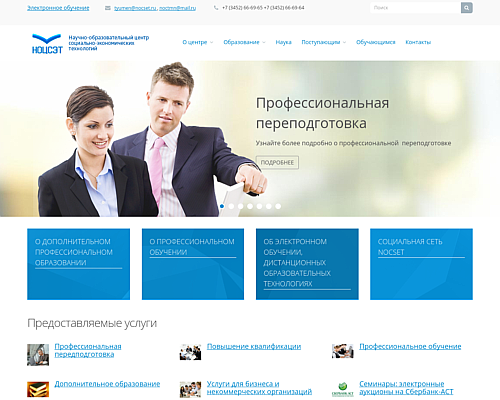 Электронное обучение
tyumen@nocset.ru, noctmn@mail.ru
+7 (3452) 66-69-65 +7 (3452) 66-69-64
Поиск
НОЦСЭТ
Научно-образовательный центр
социально-экономических
технологий
О центре
Образование
Наука
Поступающим
Обучающимся
Контакты
Профессиональная
переподготовка
Узнайте более подробно о профессиональной переподготовке
ПОДРОБНЕЕ
О ДОПОЛНИТЕЛЬНОМ
ПРОФЕССИОНАЛЬНОМ
ОБРАЗОВАНИИ
О ПРОФЕССИОНАЛЬНОМ
ОБУЧЕНИИ
ОБ ЭЛЕКТРОННОМ
ОБУЧЕНИИ,
ДИСТАНЦИОННЫХ
ОБРАЗОВАТЕЛЬНЫХ
ТЕХНОЛОГИЯХ
СОЦИАЛЬНАЯ СЕТЬ
NOCSET
Предоставляемые услуги
Профессиональная
переподготовка
Повышение квалификации
Профессиональное обучение
Дополнительное образование
Услуги для бизнеса и
некоммерческих организаций
СБЕРБАНК-АСТ
Семинары: электронные
аукционы на Сбербанк-АСТ